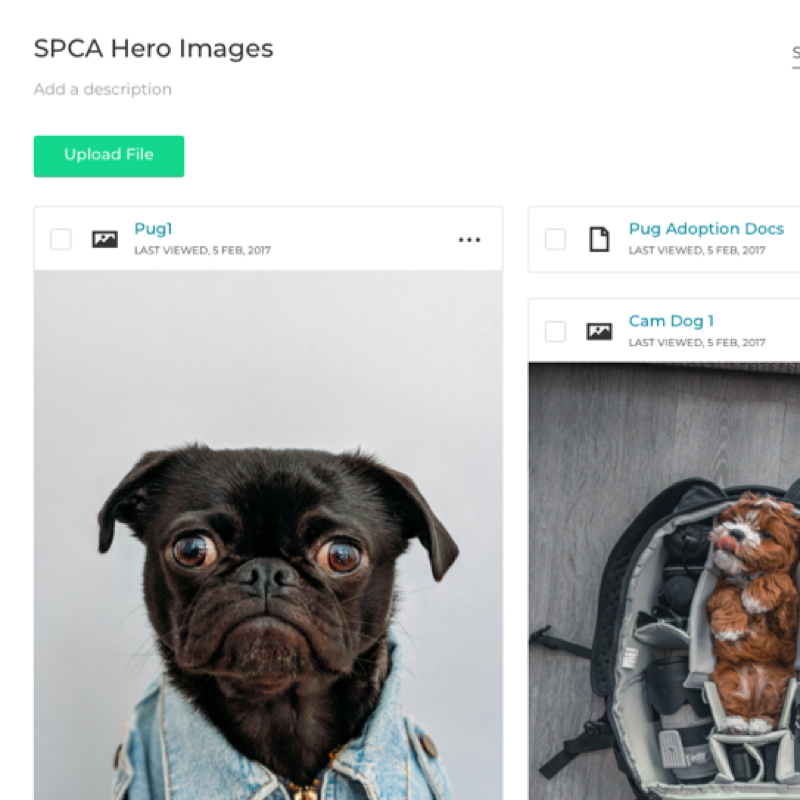 SPCA Hero Images
Add a description
Upload File
Pug1
LAST VIEWED, 5 FEB, 2017
Pug Adoption Docs
LAST VIEWED, 5 FEB, 2017
Cam Dog 1
LAST VIEWED, 5 FEB, 2017